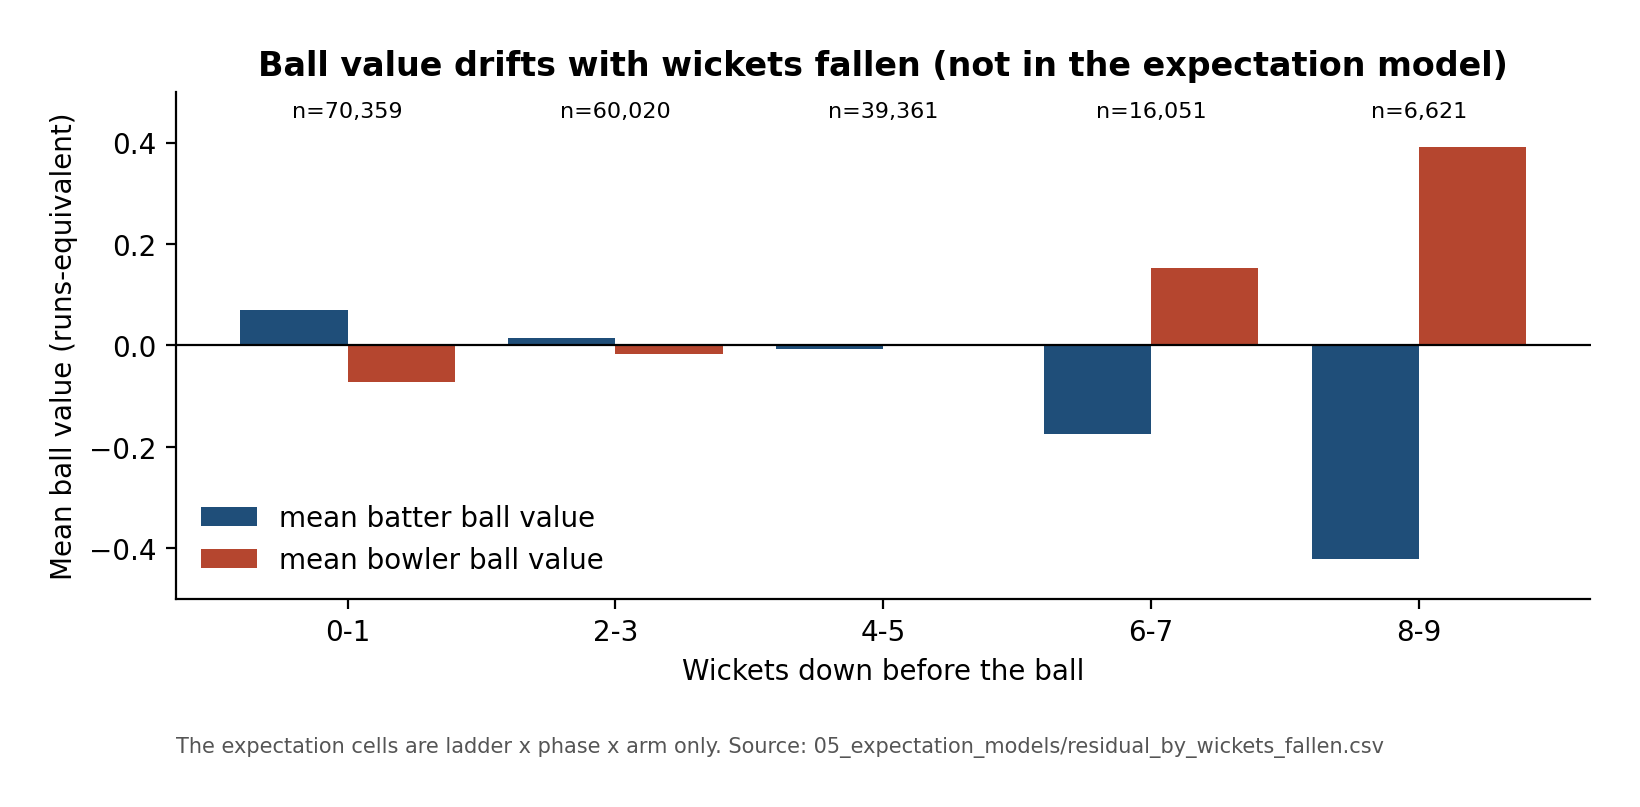 Ball value drifts with wickets fallen (not in the expectation model)
n=70,359 n=60,020 n=39,361 n=16,051 n=6,621
Mean ball value (runs-equivalent)
0.4
0.2
0.0
−0.2
−0.4
mean batter ball value
mean bowler ball value
0-1 2-3 4-5 6-7 8-9
Wickets down before the ball
The expectation cells are ladder x phase x arm only. Source: 05_expectation_models/residual_by_wickets_fallen.csv